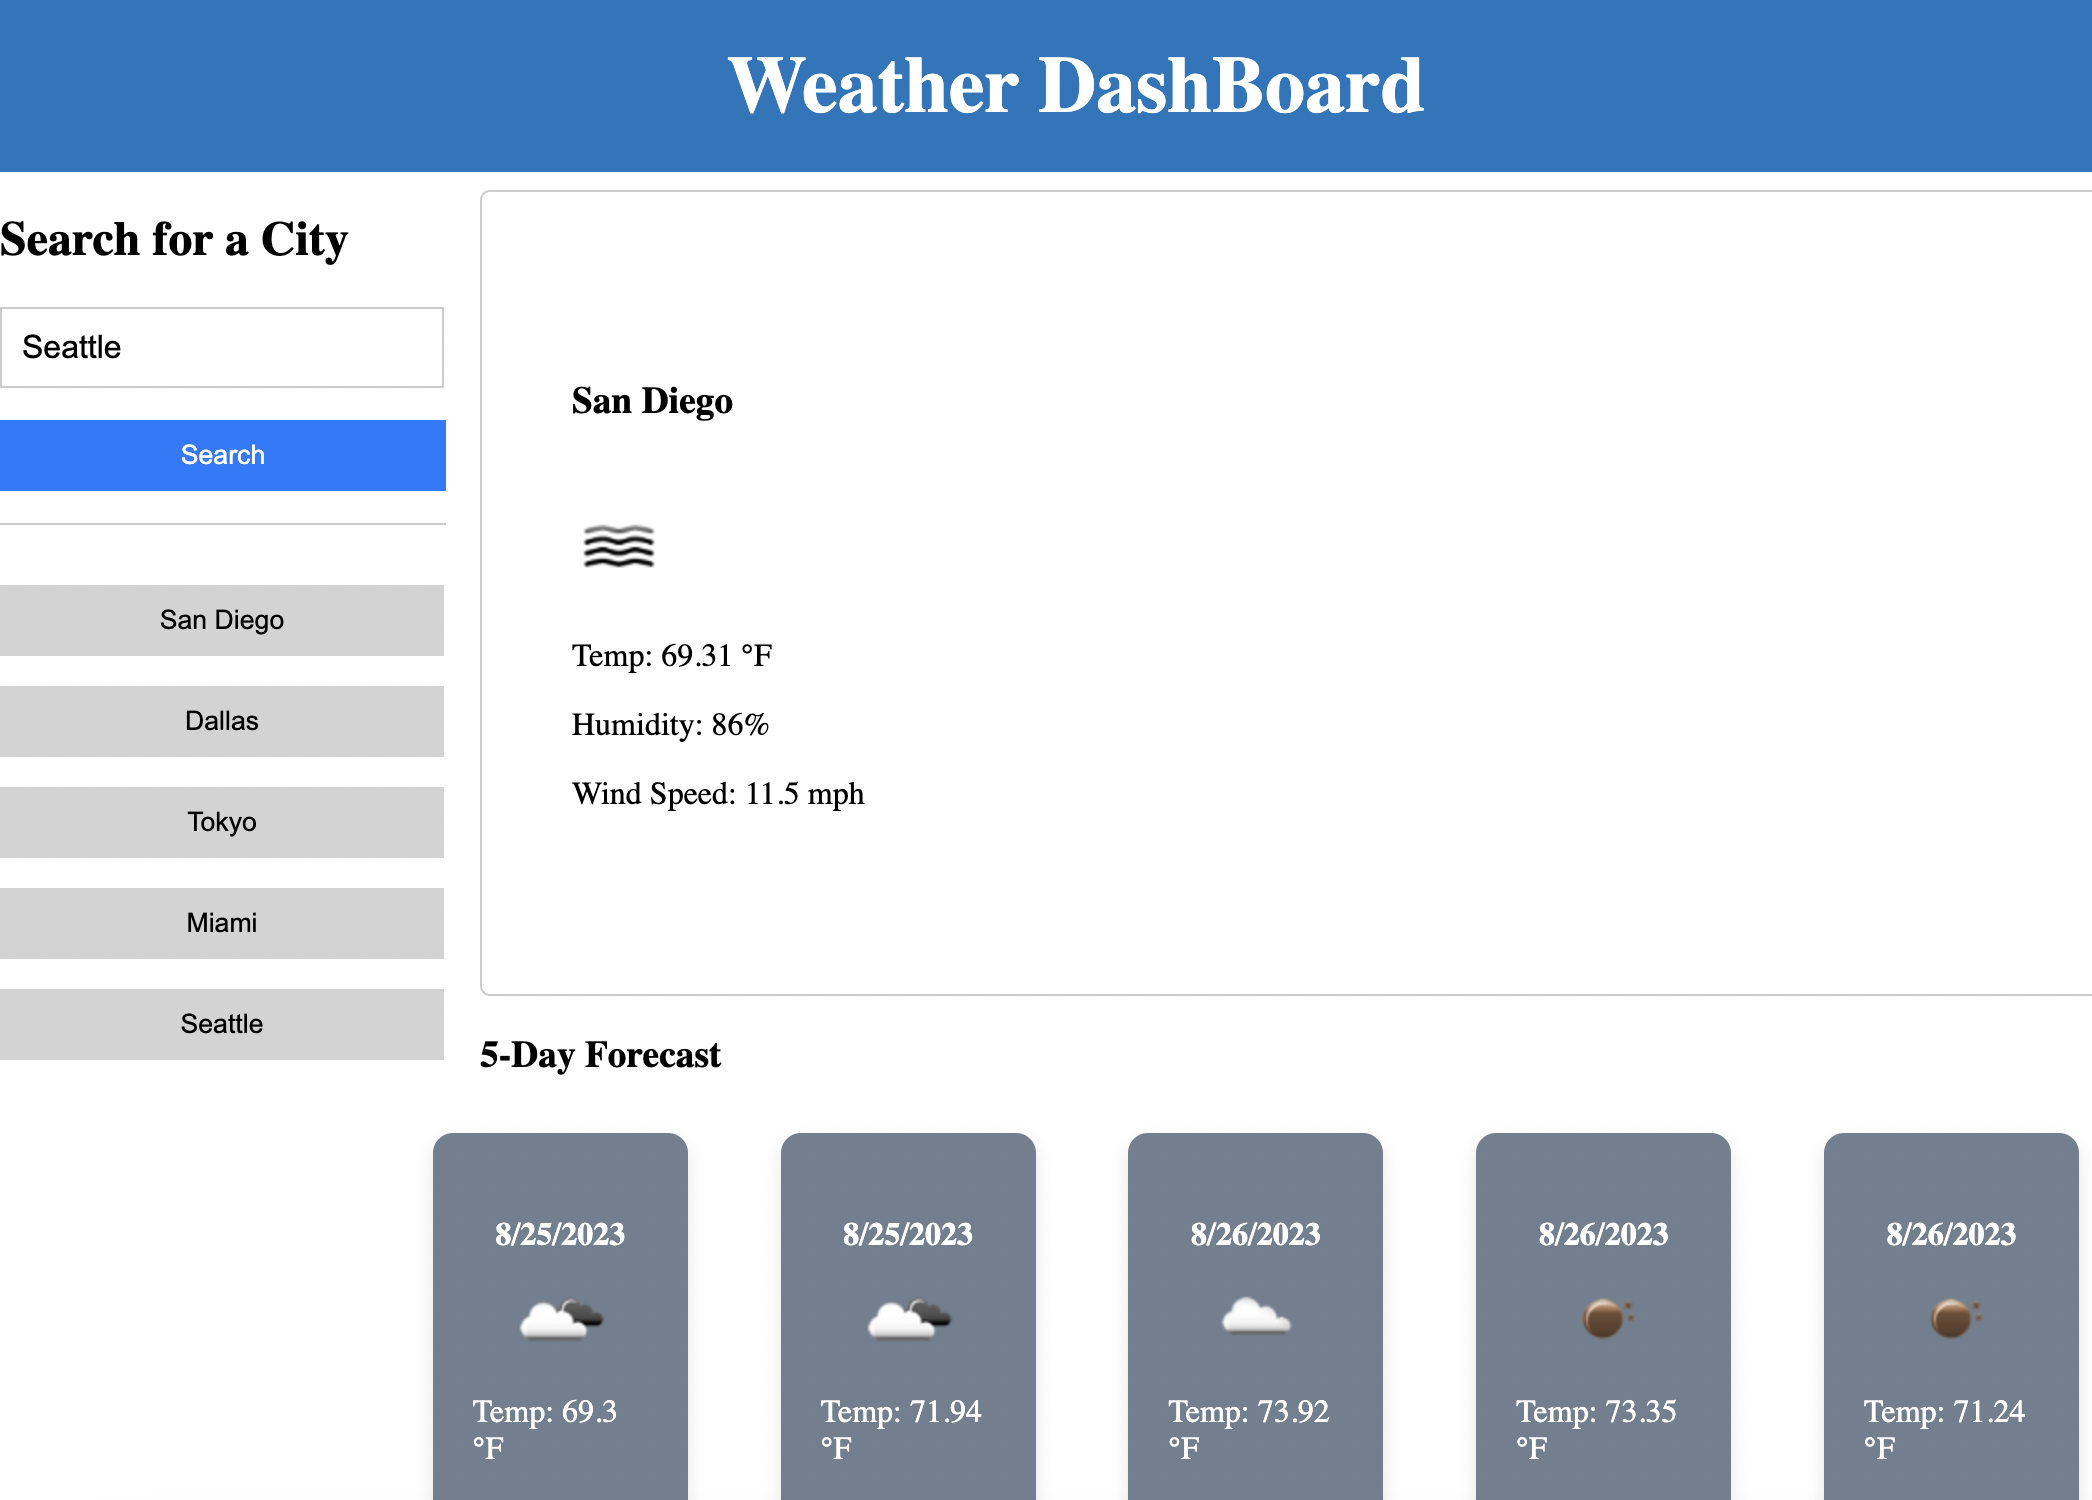 Weather DashBoard
Search for a City
Seattle
Search
San Diego
Dallas
Tokyo
Miami
Seattle
San Diego
Temp: 69.31 °F
Humidity: 86%
Wind Speed: 11.5 mph
5-Day Forecast
8/25/2023
Temp: 69.3
°F
8/25/2023
Temp: 71.94
°F
8/26/2023
Temp: 73.92
°F
8/26/2023
Temp: 73.35
°F
8/26/2023
Temp: 71.24
°F